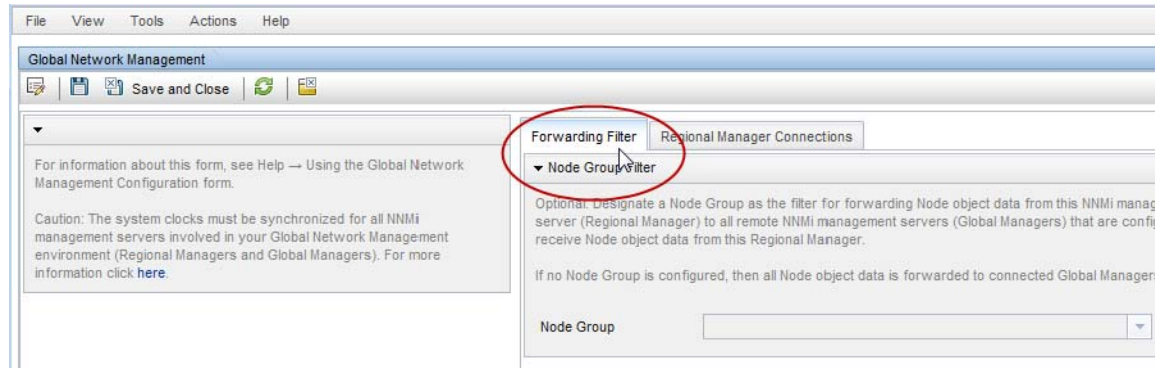 File View Tools Actions Help
Global Network Management
Save and Close
For information about this form, see Help → Using the Global Network
Management Configuration form.
Caution: The system clocks must be synchronized for all NNMi
management servers involved in your Global Network Management
environment (Regional Managers and Global Managers). For more
information click here.
Forwarding Filter Regional Manager Connections
Node Group Filter
Optional: Designate a Node Group as the filter for forwarding Node object data from this NNMi
server (Regional Manager) to all remote NNMi management servers (Global Managers) that are
receive Node object data from this Regional Manager.
If no Node Group is configured, then all Node object data is forwarded to connected Global
Node Group